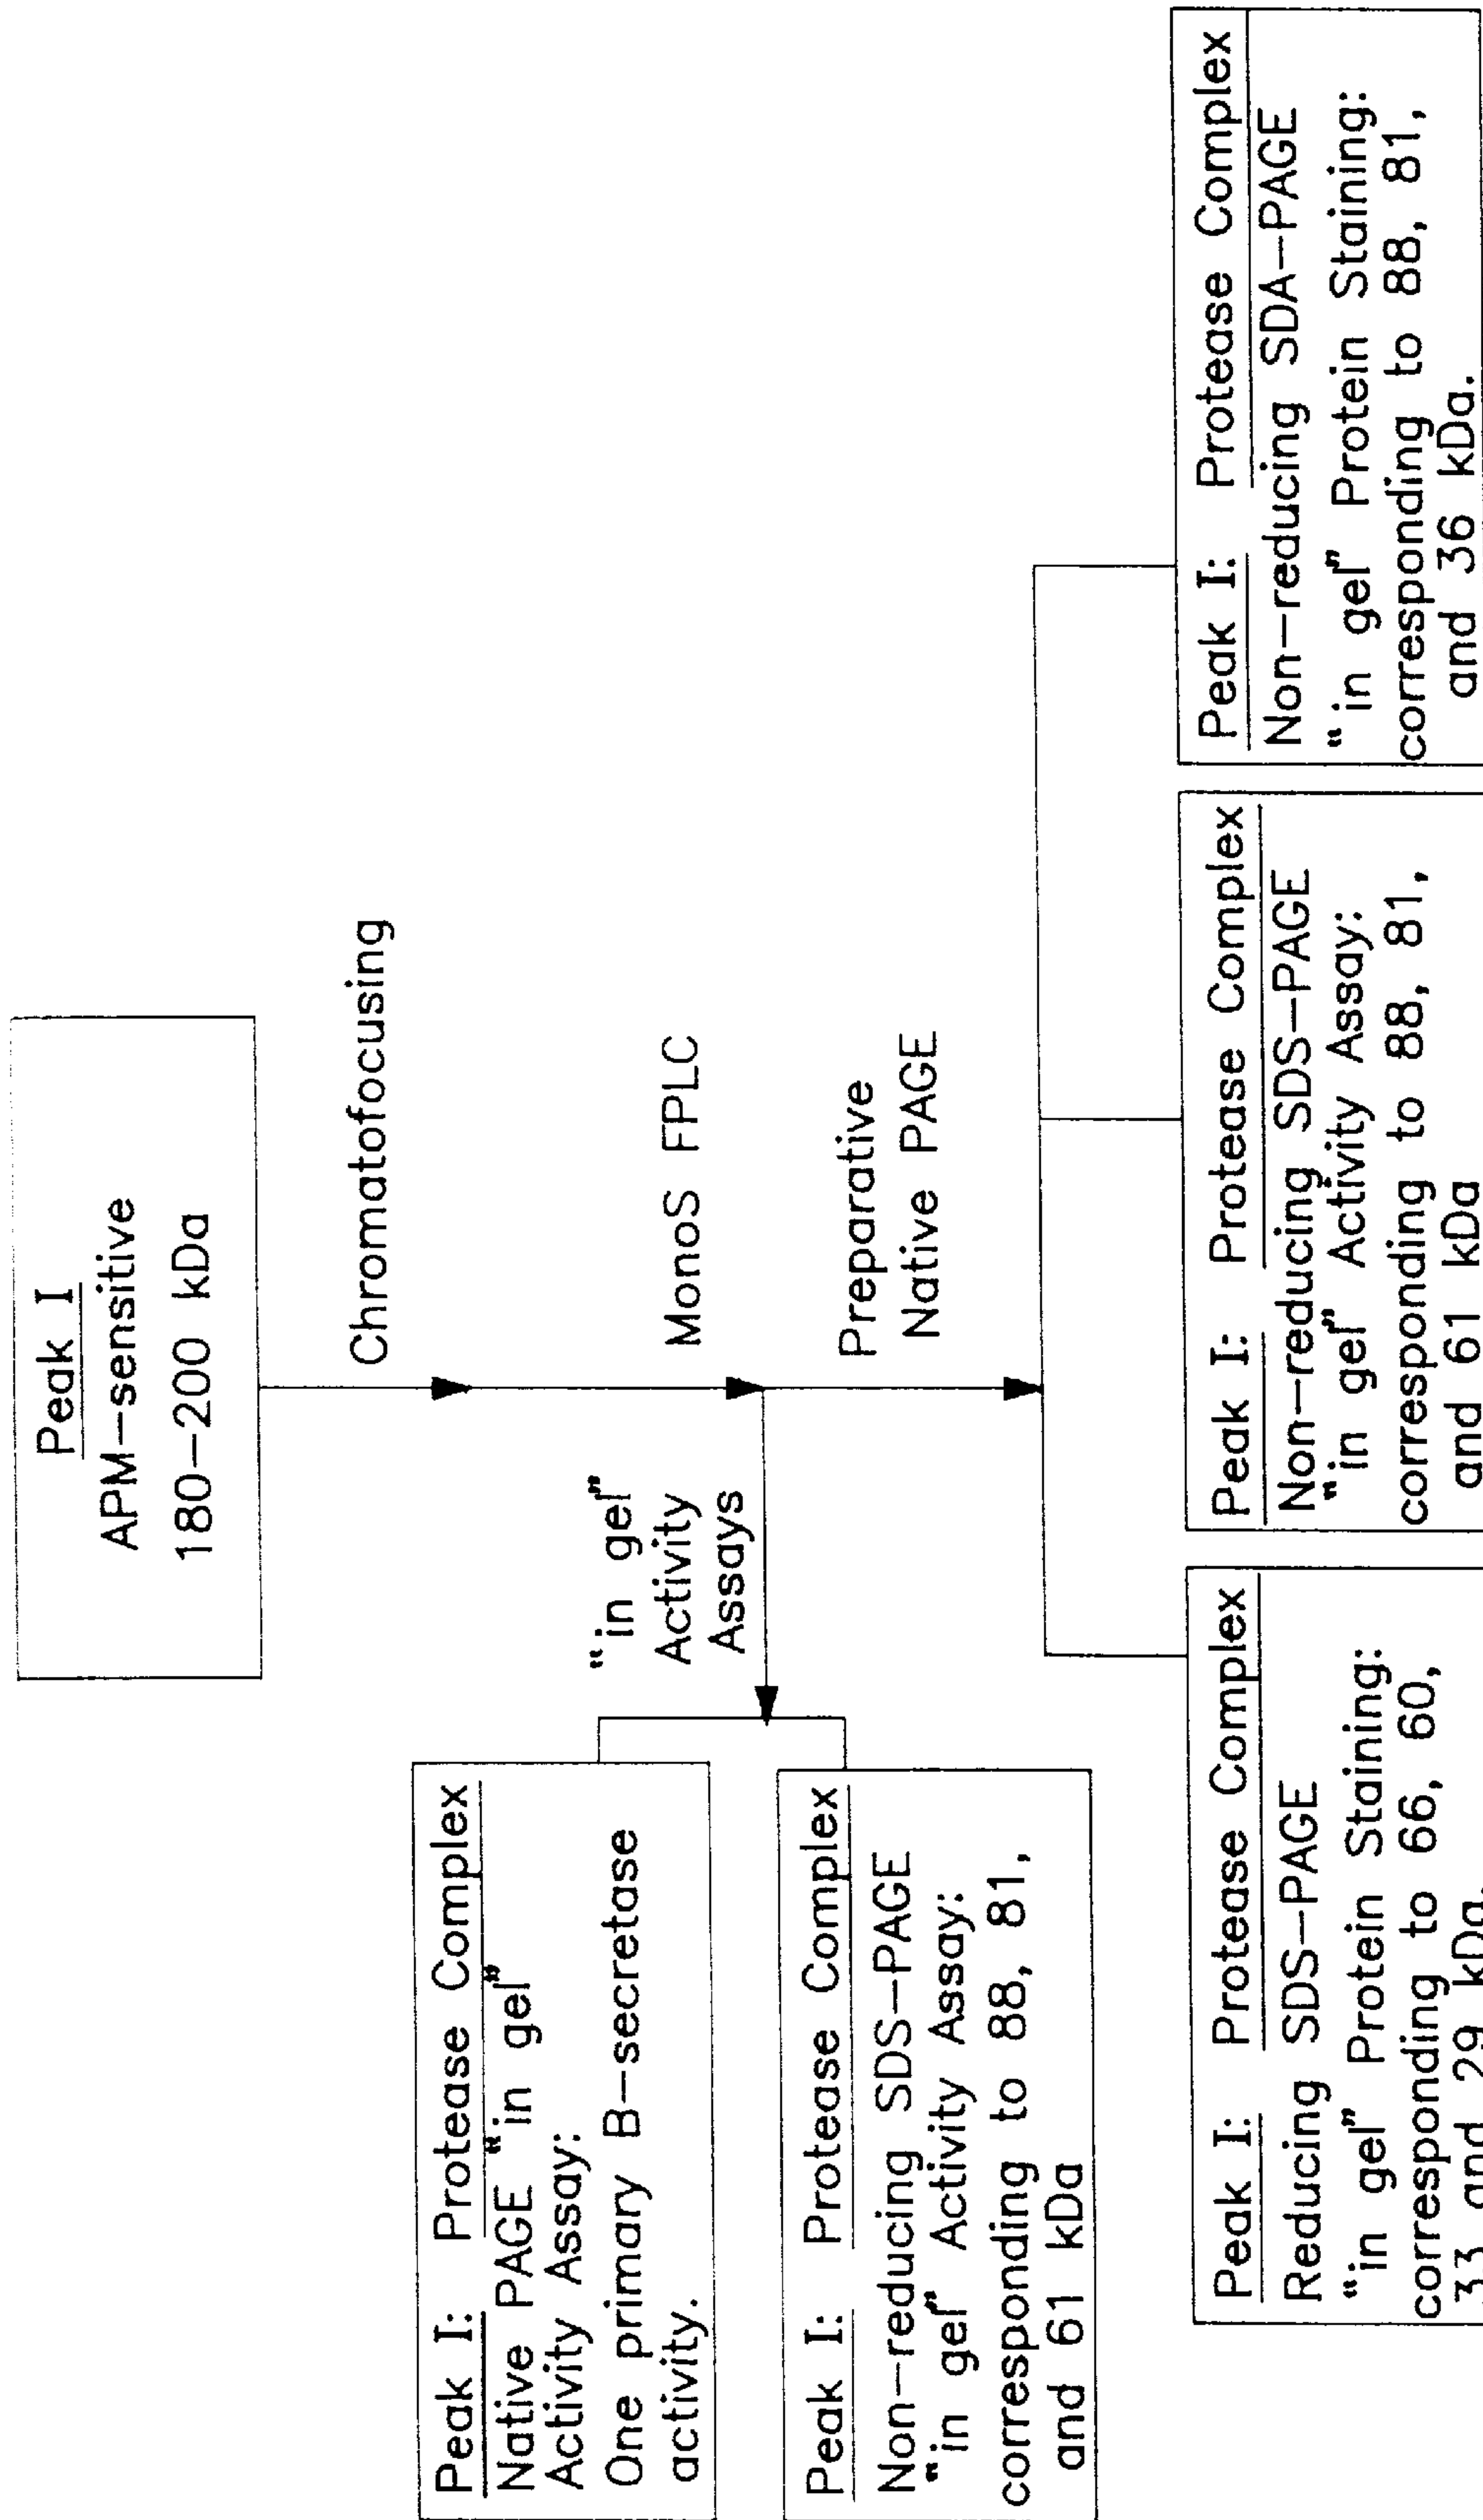 Peak I
APM-sensitive
180-200 kDa
Chromatofocusing
MonoS FPLC
"in gel"
Activity
Assays
Preparative
Native PAGE
Peak I: Protease Complex
Native PAGE "in gel"
Activity Assay:
One primary B-secretase
activity.
Peak I: Protease Complex
Non-reducing SDS-PAGE
"in gel" Activity Assay:
corresponding to 88, 81,
and 61 kDa
Peak I: Protease Complex
Reducing SDS-PAGE
"in gel" Protein Staining:
corresponding to 66, 60,
33 and 29 kDa.
Peak I: Protease Complex
Non-reducing SDS-PAGE
"in gel" Activity Assay:
corresponding to 88, 81,
and 61 kDa
Peak I: Protease Complex
Non-reducing SDA-PAGE
"in gel" Protein Staining:
corresponding to 88, 81,
and 36 kDa.